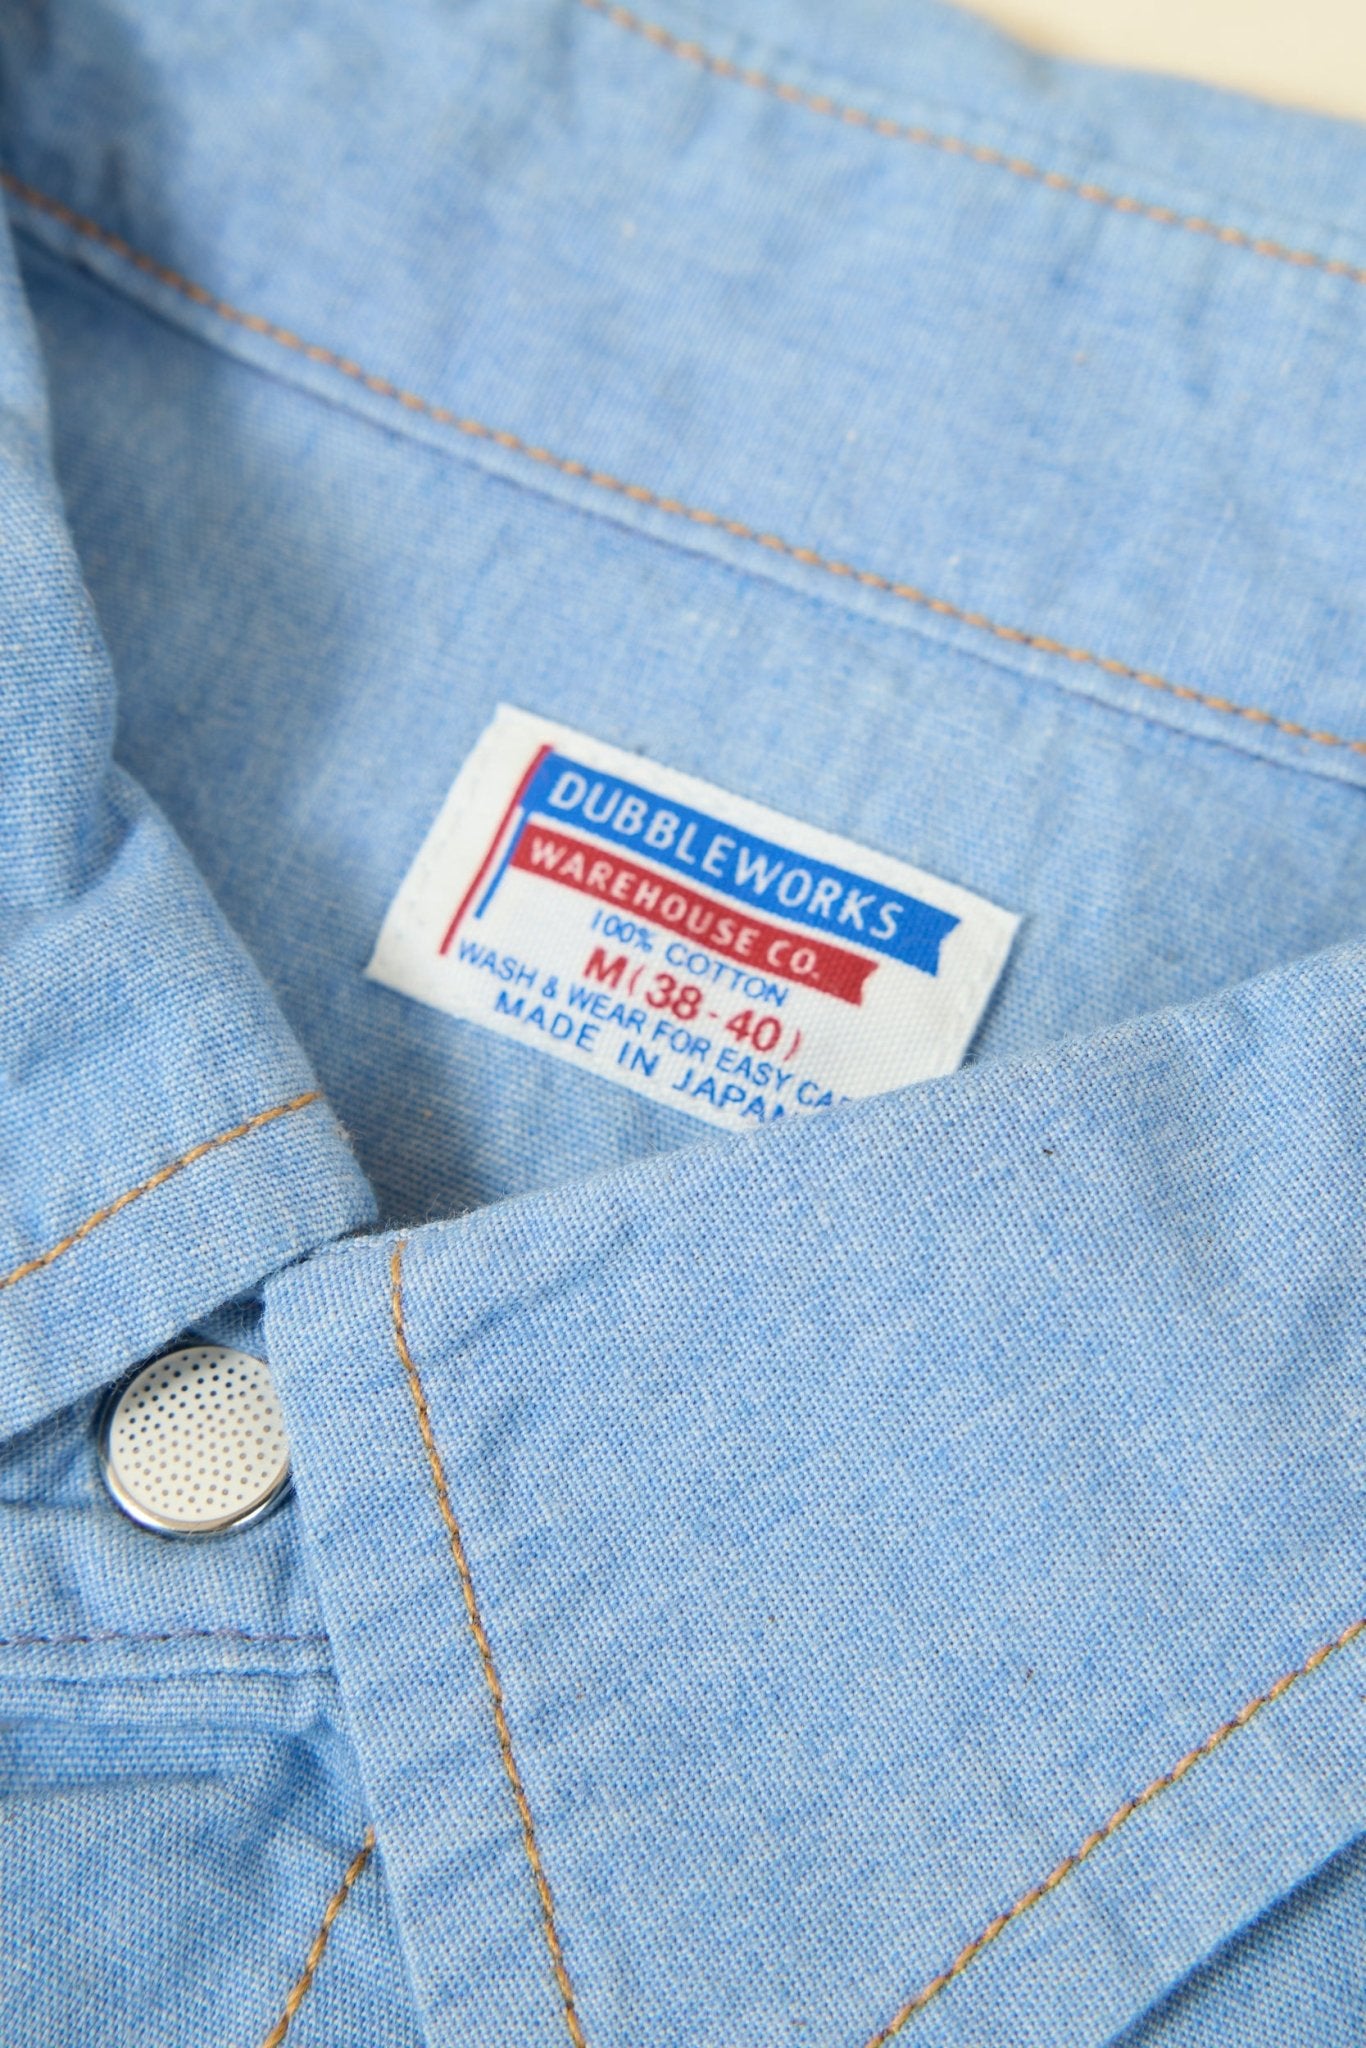 DUBBLEWORKS
WAREHOUSE CO.
100% COTTON
M(38-40)
WASH & WEAR FOR EASY
MADE IN JAPAN